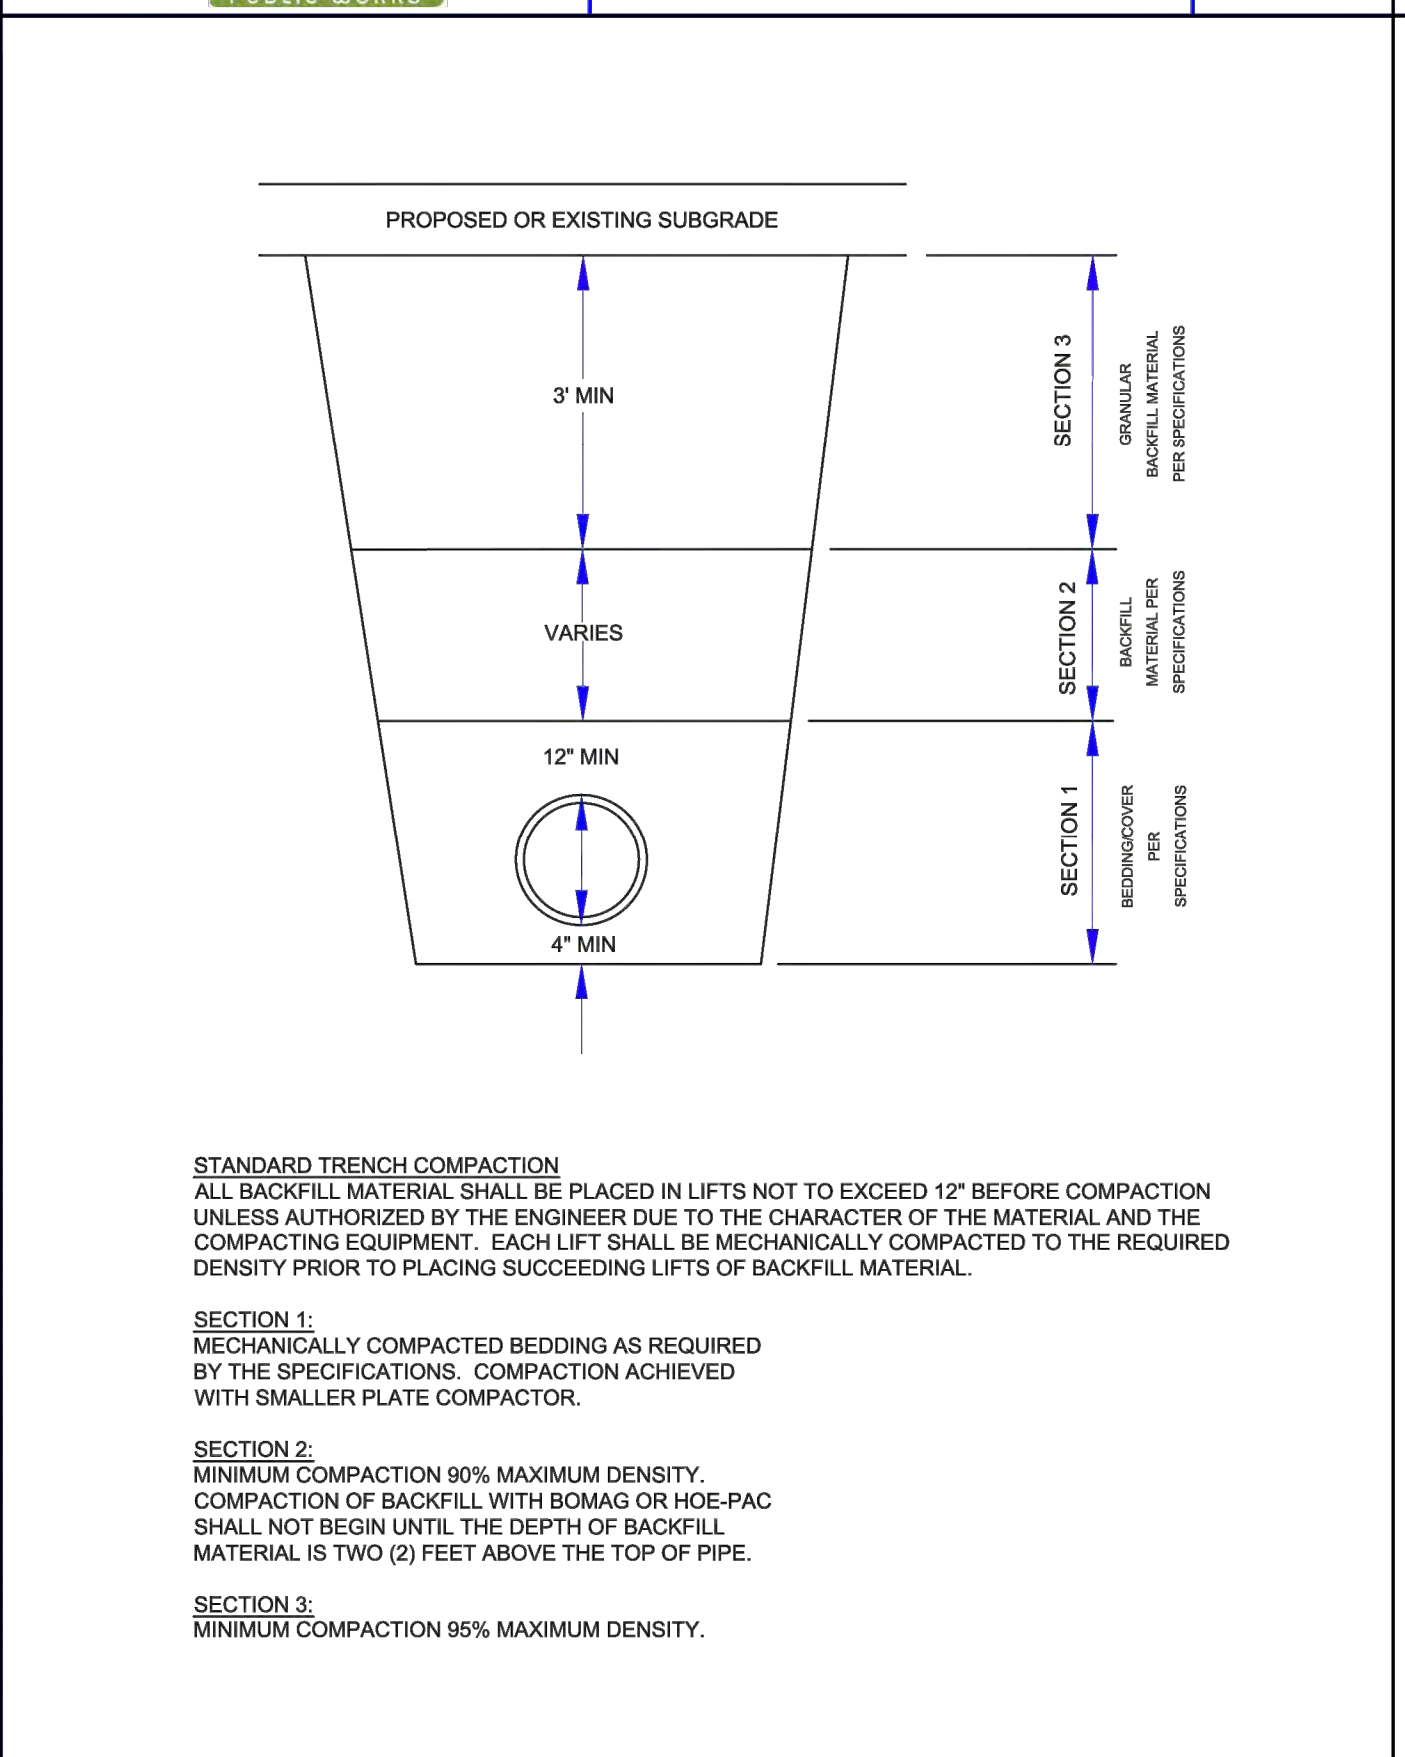 PUBLIC WORKS
PROPOSED OR EXISTING SUBGRADE
3' MIN
SECTION 3
GRANULAR
BACKFILL MATERIAL
PER SPECIFICATIONS
VARIES
SECTION 2
BACKFILL
MATERIAL PER
SPECIFICATIONS
12" MIN
4" MIN
SECTION 1
BEDDING/COVER
PER
SPECIFICATIONS
STANDARD TRENCH COMPACTION
ALL BACKFILL MATERIAL SHALL BE PLACED IN LIFTS NOT TO EXCEED 12" BEFORE COMPACTION
UNLESS AUTHORIZED BY THE ENGINEER DUE TO THE CHARACTER OF THE MATERIAL AND THE
COMPACTING EQUIPMENT.  EACH LIFT SHALL BE MECHANICALLY COMPACTED TO THE REQUIRED
DENSITY PRIOR TO PLACING SUCCEEDING LIFTS OF BACKFILL MATERIAL.
SECTION 1:
MECHANICALLY COMPACTED BEDDING AS REQUIRED
BY THE SPECIFICATIONS.  COMPACTION ACHIEVED
WITH SMALLER PLATE COMPACTOR.
SECTION 2:
MINIMUM COMPACTION 90% MAXIMUM DENSITY.
COMPACTION OF BACKFILL WITH BOMAG OR HOE-PAC
SHALL NOT BEGIN UNTIL THE DEPTH OF BACKFILL
MATERIAL IS TWO (2) FEET ABOVE THE TOP OF PIPE.
SECTION 3:
MINIMUM COMPACTION 95% MAXIMUM DENSITY.